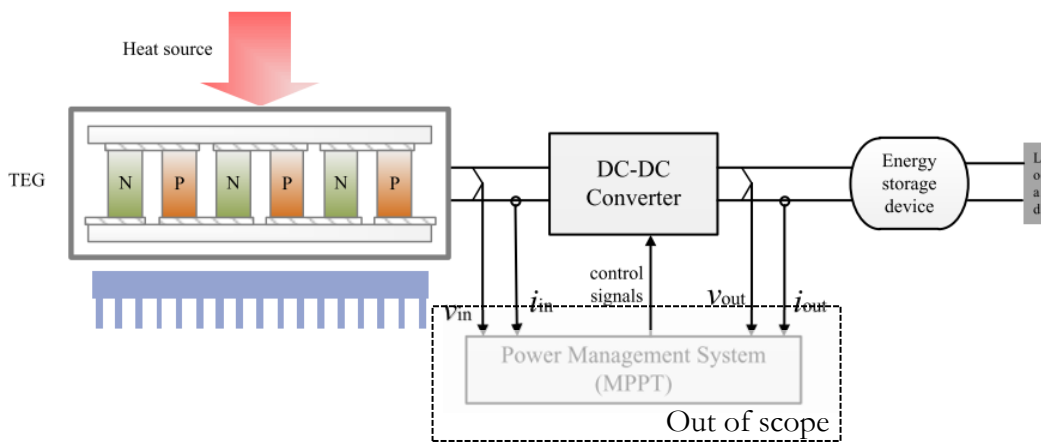 Heat source
TEG
N P N P N P
DC-DC
Converter
Energy
storage
device
L
o
a
d
control
signals
vin
iin
vout
iout
Power Management System
(MPPT)
Out of scope